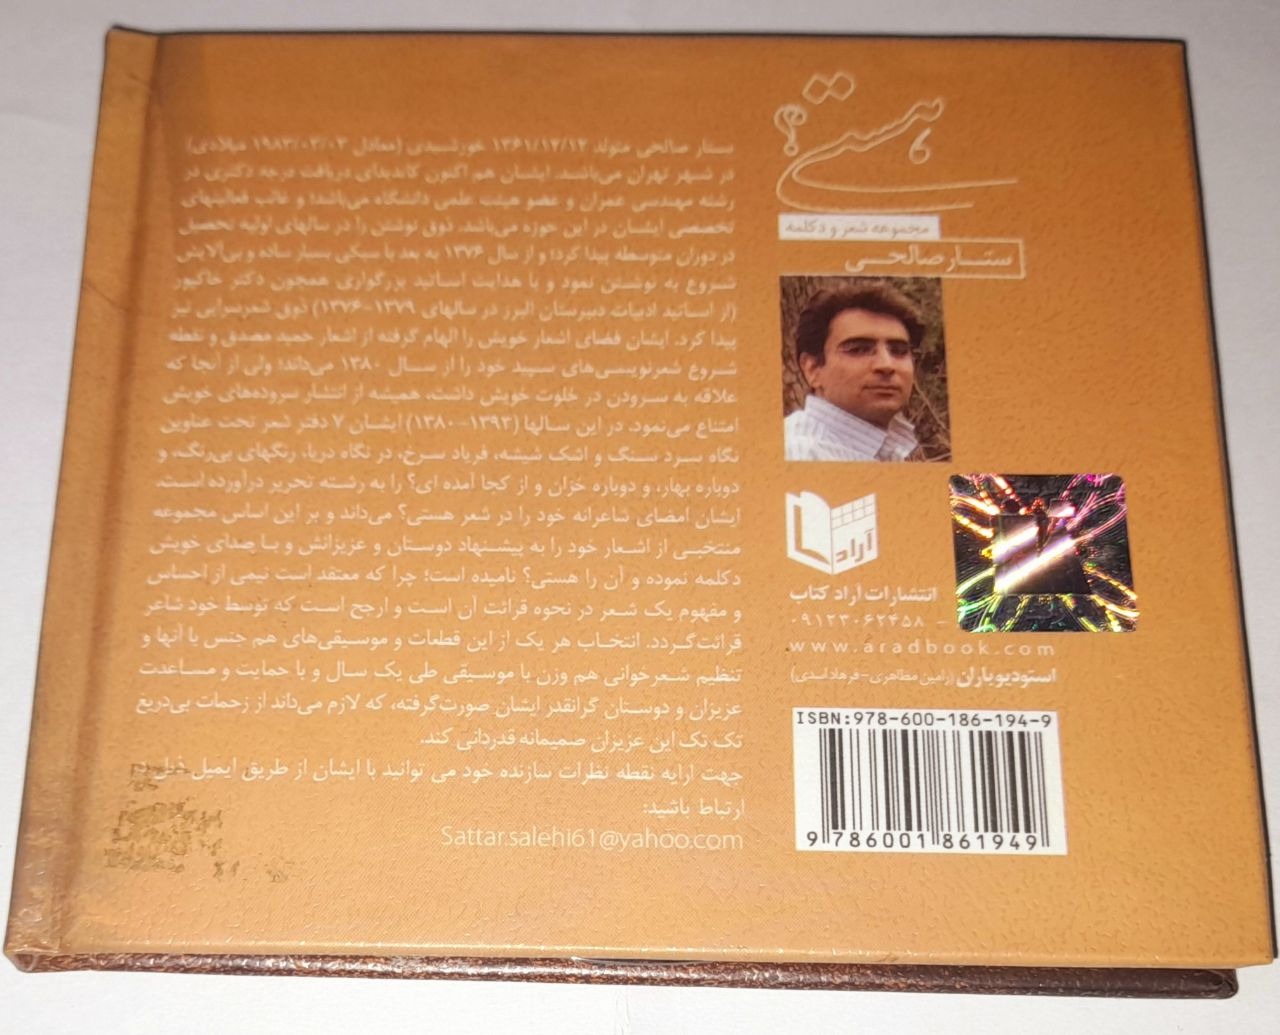 هستی؟
مجموعه شعر و دکلمه
ستار صالحی
ستار صالحی متولد ۱۳۶۱/۱۲/۱۲ خورشیدی (معادل ۱۹۸۳/۰۳/۰۳ میلادی)
در شهر تهران می‌باشد. ایشان هم اکنون کاندیدای دریافت درجه دکتری در
رشته مهندسی عمران و عضو هیئت علمی دانشگاه می‌باشد؛ و غالب فعالیتهای
تخصصی ایشان در این حوزه می‌باشد. ذوق نوشتن را در سالهای اولیه تحصیل
در دوران متوسطه پیدا کرد؛ و از سال ۱۳۷۶ به بعد با سبکی بسیار ساده و بی‌آلایش
شروع به نوشتن نمود و با هدایت اساتید بزرگواری همچون دکتر خاکپور
(از اساتید ادبیات دبیرستان البرز در سالهای ۱۳۷۹-۱۳۷۶) ذوق شعرسرایی نیز
پیدا کرد. ایشان فضای اشعار خویش را الهام گرفته از اشعار حمید مصدق و نقطه
شروع شعرنویسی‌های سپید خود را از سال ۱۳۸۰ می‌داند؛ ولی از آنجا که
علاقه به سرودن در خلوت خویش داشت، همیشه از انتشار سروده‌های خویش
امتناع می‌نمود. در این سالها (۱۳۹۳-۱۳۸۰) ایشان ۷ دفتر شعر تحت عناوین
نگاه سرد سنگ و اشک شیشه، فریاد سرخ، در نگاه دریا، رنگهای بی‌رنگ، و
دوباره بهار، و دوباره خزان و از کجا آمده ای؟ را به رشته تحریر درآورده است.
ایشان امضای شاعرانه خود را در شعر هستی؟ می‌داند و بر این اساس مجموعه
منتخبی از اشعار خود را به پیشنهاد دوستان و عزیزانش و با صدای خویش
دکلمه نموده و آن را هستی؟ نامیده است؛ چرا که معتقد است نیمی از احساس
و مفهوم یک شعر در نحوه قرائت آن است و ارجح است که توسط خود شاعر
قرائت‌گردد. انتخاب هر یک از این قطعات و موسیقی‌های هم جنس با آنها و
تنظیم شعرخوانی هم وزن با موسیقی طی یک سال و با حمایت و مساعدت
عزیزان و دوستان گرانقدر ایشان صورت‌گرفته، که لازم می‌داند از زحمات بی‌دریغ
تک تک این عزیزان صمیمانه قدردانی کند.
جهت ارایه نقطه نظرات سازنده خود می توانید با ایشان از طریق ایمیل ذیل در
ارتباط باشید:
Sattar.salehi61@yahoo.com
آراد
انتشارات آراد کتاب
۰۹۱۲۳۰۶۲۴۵۸ -
www.aradbook.com
استودیو باران (رامین مظاهری - فرهاد اسدی)
ISBN: 978-600-186-194-9
9 786001 861949